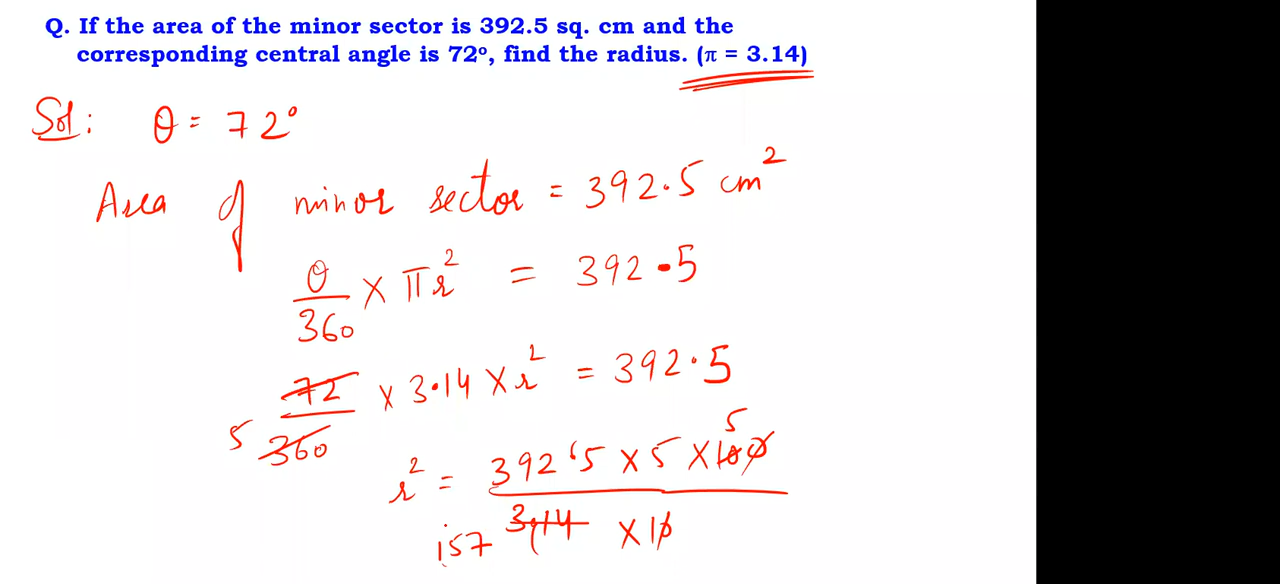 Q. If the area of the minor sector is 392.5 sq. cm and the
corresponding central angle is 72º, find the radius. (π = 3.14)
Sol: θ = 72°
Area of minor sector = 392.5 cm²
θ/360 × πr² = 392.5
72/360 × 3.14 × r² = 392.5
5
5
r² = 392.5 × 5 × 100 / 3.14 × 10
157